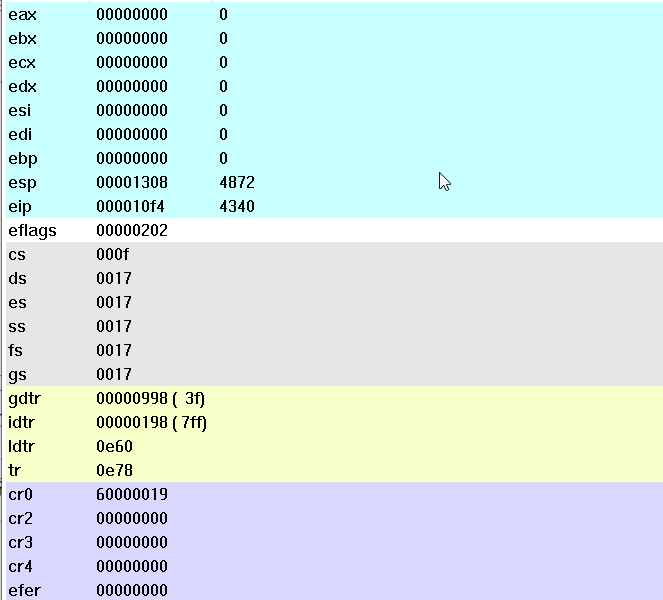 eax 00000000 0
ebx 00000000 0
ecx 00000000 0
edx 00000000 0
esi 00000000 0
edi 00000000 0
ebp 00000000 0
esp 00001308 4872
eip 000010f4 4340
eflags 00000202
cs 000f
ds 0017
es 0017
ss 0017
fs 0017
gs 0017
gdtr 00000998 ( 3f)
idtr 00000198 ( 7ff)
ldtr 0e60
tr 0e78
cr0 60000019
cr2 00000000
cr3 00000000
cr4 00000000
efer 00000000